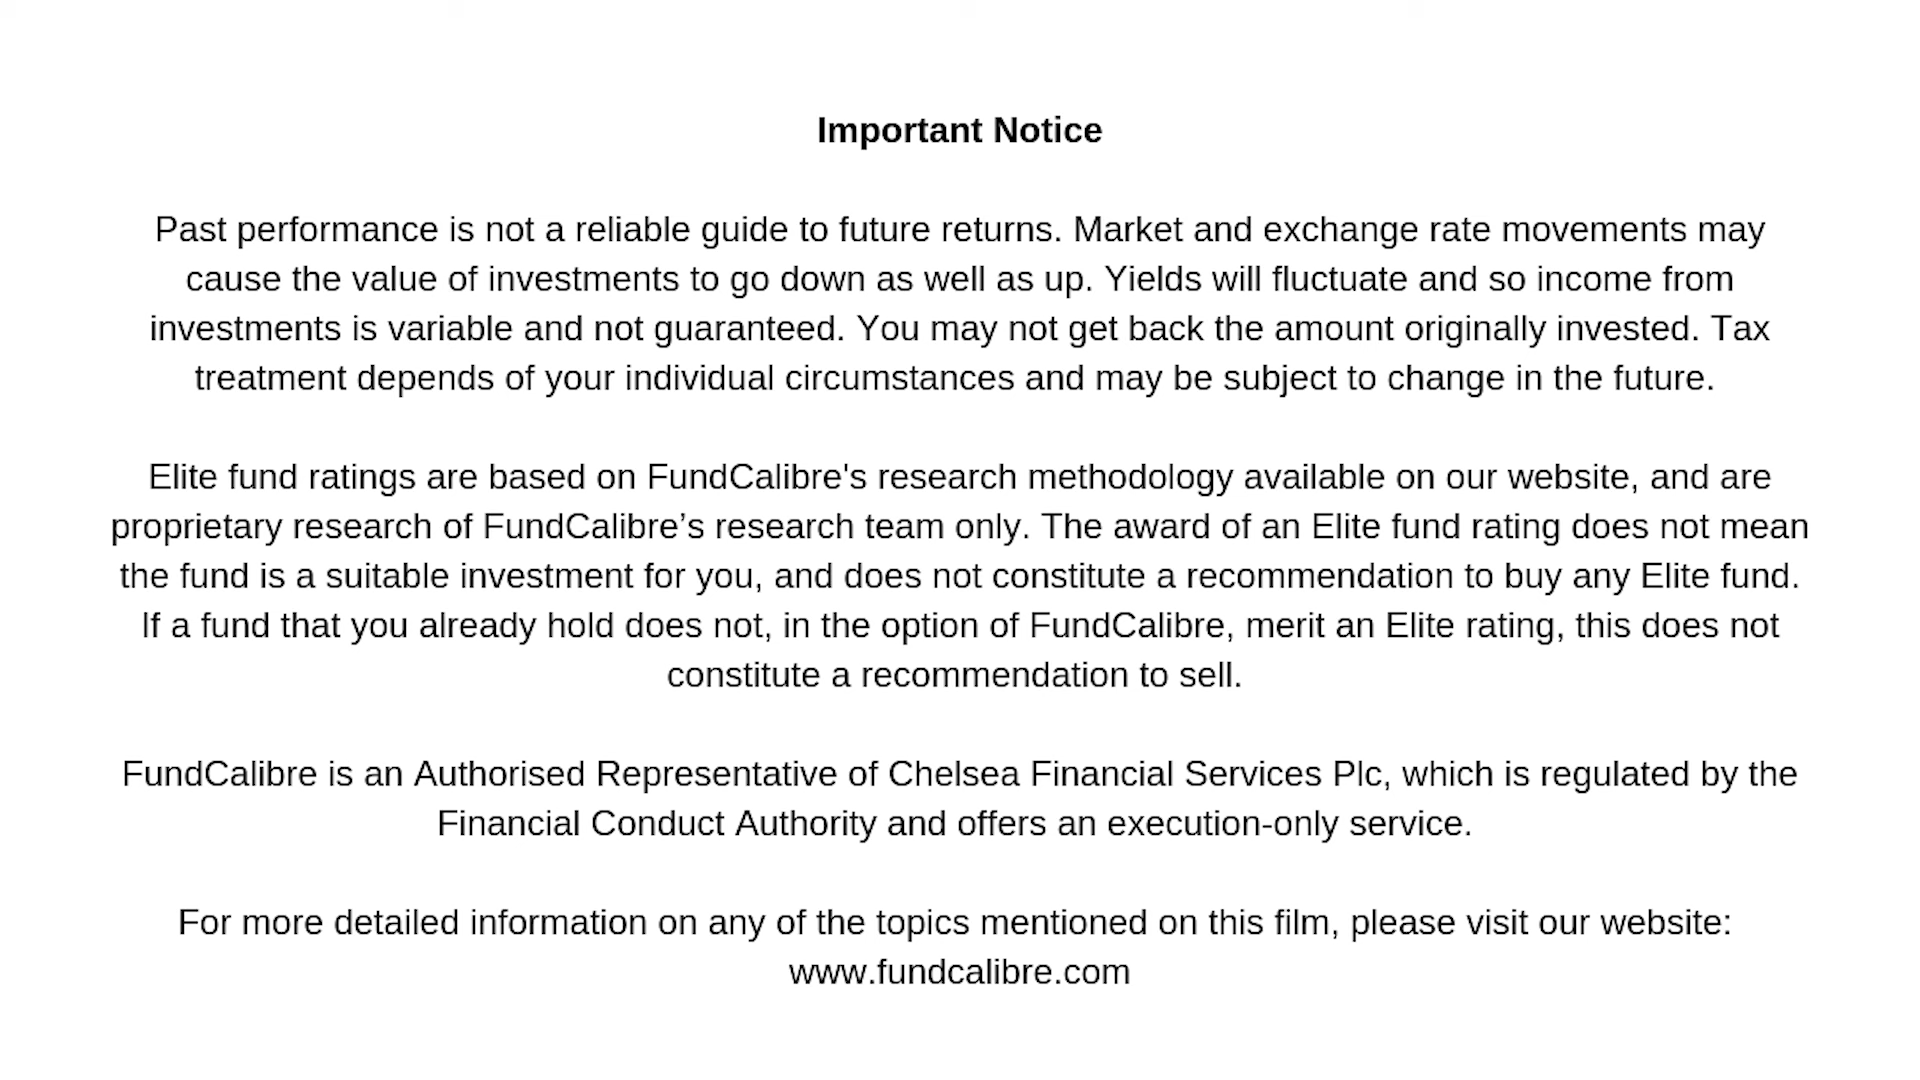 Important Notice
Past performance is not a reliable guide to future returns. Market and exchange rate movements may
cause the value of investments to go down as well as up. Yields will fluctuate and so income from
investments is variable and not guaranteed. You may not get back the amount originally invested. Tax
treatment depends of your individual circumstances and may be subject to change in the future.
Elite fund ratings are based on FundCalibre's research methodology available on our website, and are
proprietary research of FundCalibre’s research team only. The award of an Elite fund rating does not mean
the fund is a suitable investment for you, and does not constitute a recommendation to buy any Elite fund.
If a fund that you already hold does not, in the option of FundCalibre, merit an Elite rating, this does not
constitute a recommendation to sell.
FundCalibre is an Authorised Representative of Chelsea Financial Services Plc, which is regulated by the
Financial Conduct Authority and offers an execution-only service.
For more detailed information on any of the topics mentioned on this film, please visit our website:
www.fundcalibre.com